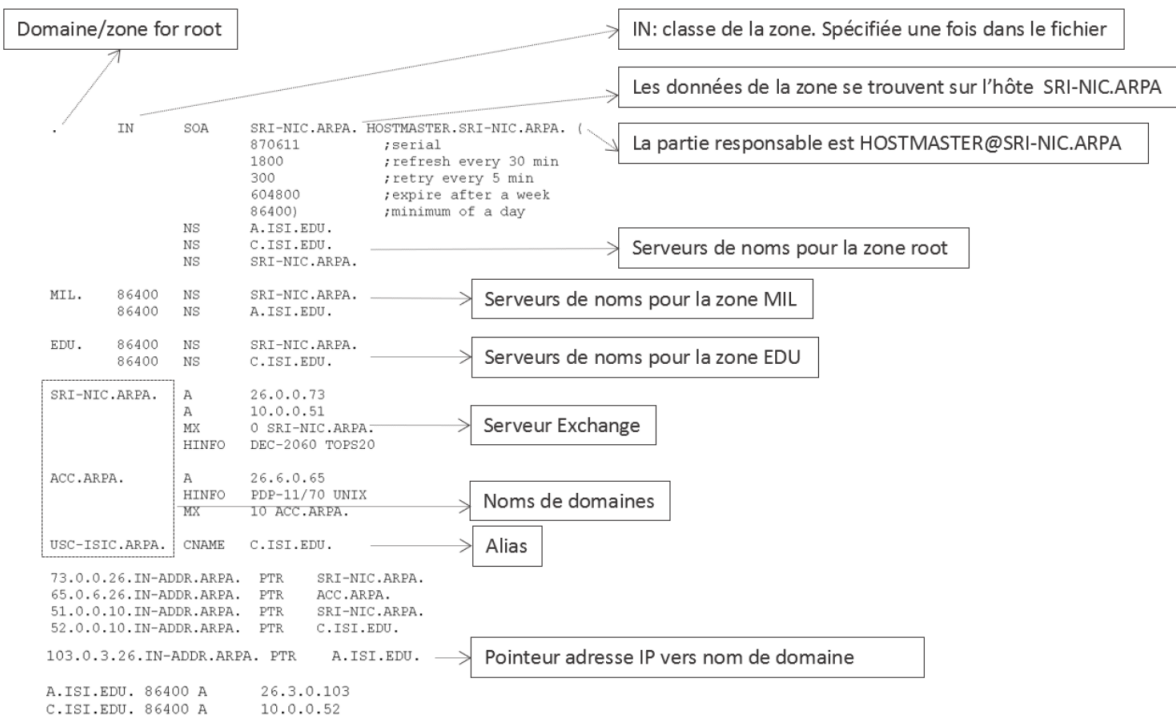 Domaine/zone for root
IN: classe de la zone. Spécifiée une fois dans le fichier
Les données de la zone se trouvent sur l’hôte SRI-NIC.ARPA
. IN SOA SRI-NIC.ARPA. HOSTMASTER.SRI-NIC.ARPA. (
La partie responsable est HOSTMASTER@SRI-NIC.ARPA
870611 ;serial
1800 ;refresh every 30 min
300 ;retry every 5 min
604800 ;expire after a week
86400) ;minimum of a day
NS A.ISI.EDU.
NS C.ISI.EDU.
Serveurs de noms pour la zone root
NS SRI-NIC.ARPA.
MIL. 86400 NS SRI-NIC.ARPA.
Serveurs de noms pour la zone MIL
86400 NS A.ISI.EDU.
EDU. 86400 NS SRI-NIC.ARPA.
Serveurs de noms pour la zone EDU
86400 NS C.ISI.EDU.
SRI-NIC.ARPA. A 26.0.0.73
A 10.0.0.51
MX 0 SRI-NIC.ARPA.
Serveur Exchange
HINFO DEC-2060 TOPS20
ACC.ARPA. A 26.6.0.65
HINFO PDP-11/70 UNIX
Noms de domaines
MX 10 ACC.ARPA.
USC-ISIC.ARPA. CNAME C.ISI.EDU.
Alias
73.0.0.26.IN-ADDR.ARPA. PTR SRI-NIC.ARPA.
65.0.6.26.IN-ADDR.ARPA. PTR ACC.ARPA.
51.0.0.10.IN-ADDR.ARPA. PTR SRI-NIC.ARPA.
52.0.0.10.IN-ADDR.ARPA. PTR C.ISI.EDU.
103.0.3.26.IN-ADDR.ARPA. PTR A.ISI.EDU.
Pointeur adresse IP vers nom de domaine
A.ISI.EDU. 86400 A 26.3.0.103
C.ISI.EDU. 86400 A 10.0.0.52